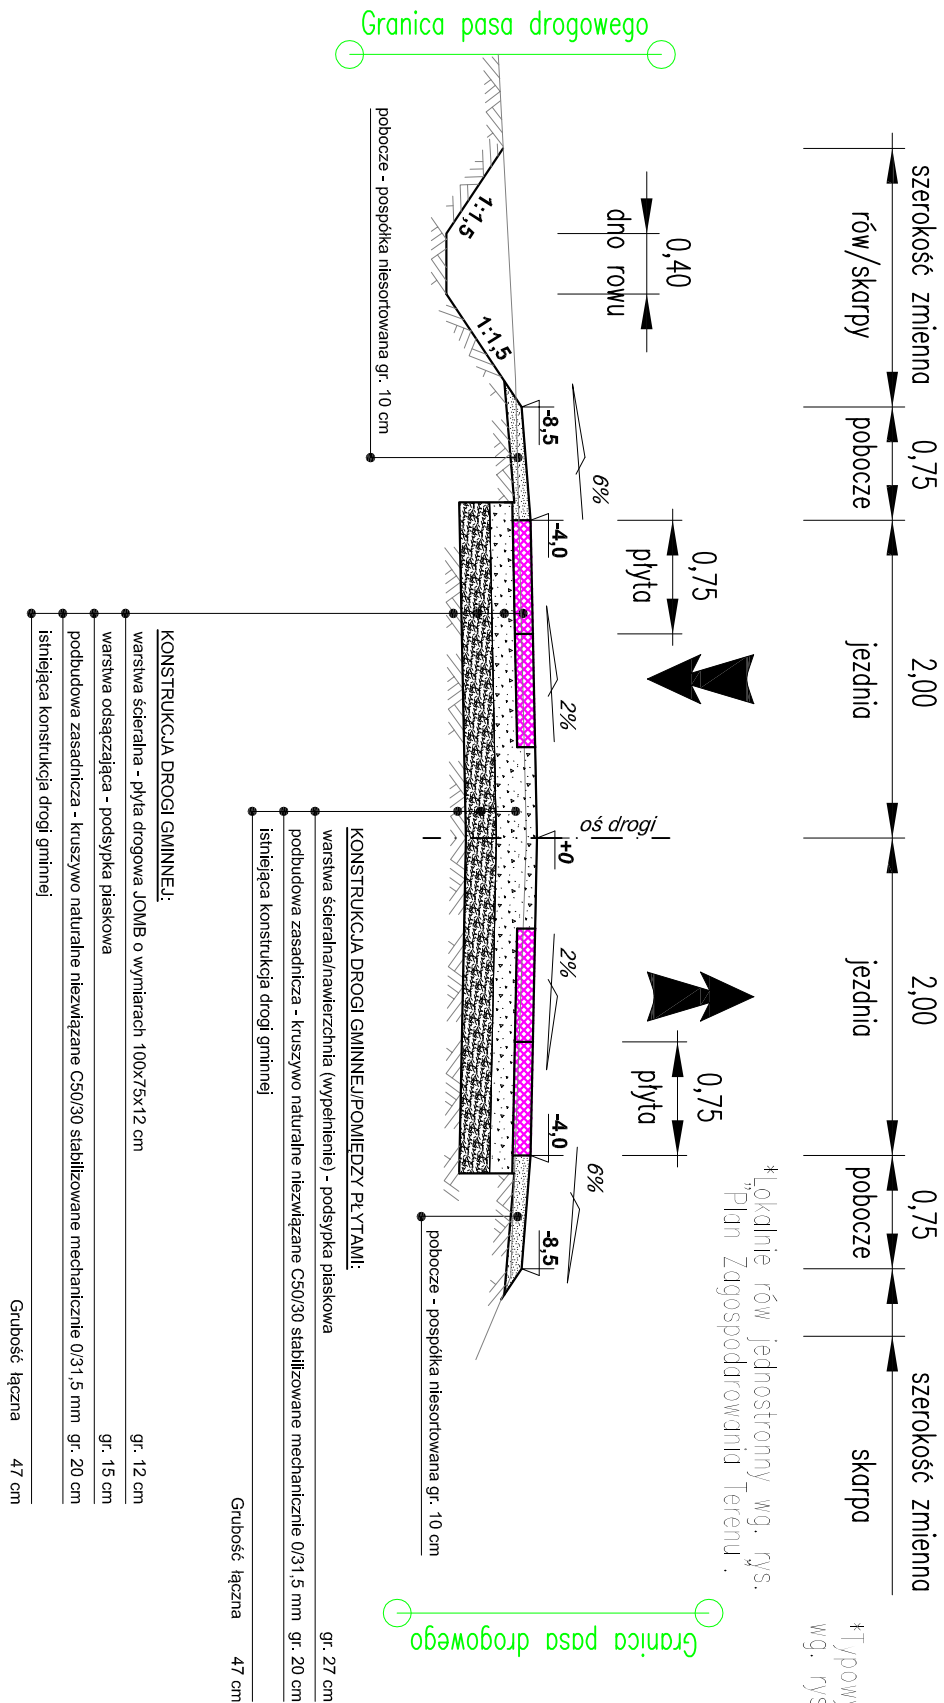 Granica pasa drogowego
szerokość zmienna
rów/skarpy
0,75
pobocze
2,00
jezdnia
2,00
jezdnia
0,75
pobocze
szerokość zmienna
skarpa
*Typowy
wg. rys
0,40
dno rowu
0,75
płyta
0,75
płyta
*Lokalnie rów jednostronny wg. rys.
„Plan Zagospodarowania Terenu".
6%
2%
oś drogi
2%
6%
1:1,5
1:1,5
-8,5
-4,0
+0
-4,0
-8,5
pobocze - pospółka niesortowana gr. 10 cm
pobocze - pospółka niesortowana gr. 10 cm
Granica pasa drogowego
KONSTRUKCJA DROGI GMINNEJ/POMIĘDZY PŁYTAMI:
warstwa ścieralna/nawierzchnia (wypełnienie) - podsypka piaskowa gr. 27 cm
podbudowa zasadnicza - kruszywo naturalne niezwiązane C50/30 stabilizowane mechanicznie 0/31,5 mm gr. 20 cm
istniejąca konstrukcja drogi gminnej
Grubość łączna 47 cm
KONSTRUKCJA DROGI GMINNEJ:
warstwa ścieralna - płyta drogowa JOMB o wymiarach 100x75x12 cm gr. 12 cm
warstwa odsączająca - podsypka piaskowa gr. 15 cm
podbudowa zasadnicza - kruszywo naturalne niezwiązane C50/30 stabilizowane mechanicznie 0/31,5 mm gr. 20 cm
istniejąca konstrukcja drogi gminnej
Grubość łączna 47 cm